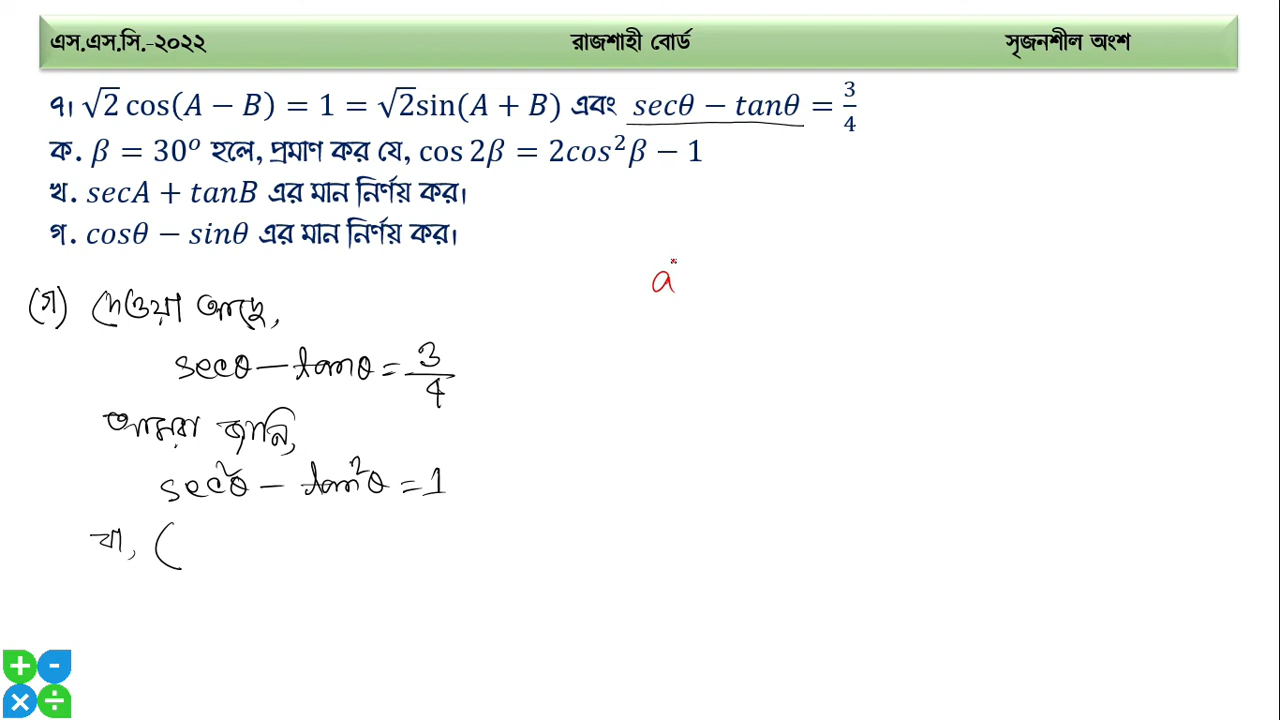 এস.এস.সি.-২০২২ রাজশাহী বোর্ড সৃজনশীল অংশ
৭। √2 cos(A − B) = 1 = √2sin(A + B) এবং secθ − tanθ = 3/4
ক. β = 30° হলে, প্রমাণ কর যে, cos 2β = 2cos²β − 1
খ. secA + tanB এর মান নির্ণয় কর।
গ. cosθ − sinθ এর মান নির্ণয় কর।
a
(গ) দেওয়া আছে,
secθ − tanθ = 3/4
আমরা জানি,
sec²θ − tan²θ = 1
বা, (
+ -
× ÷